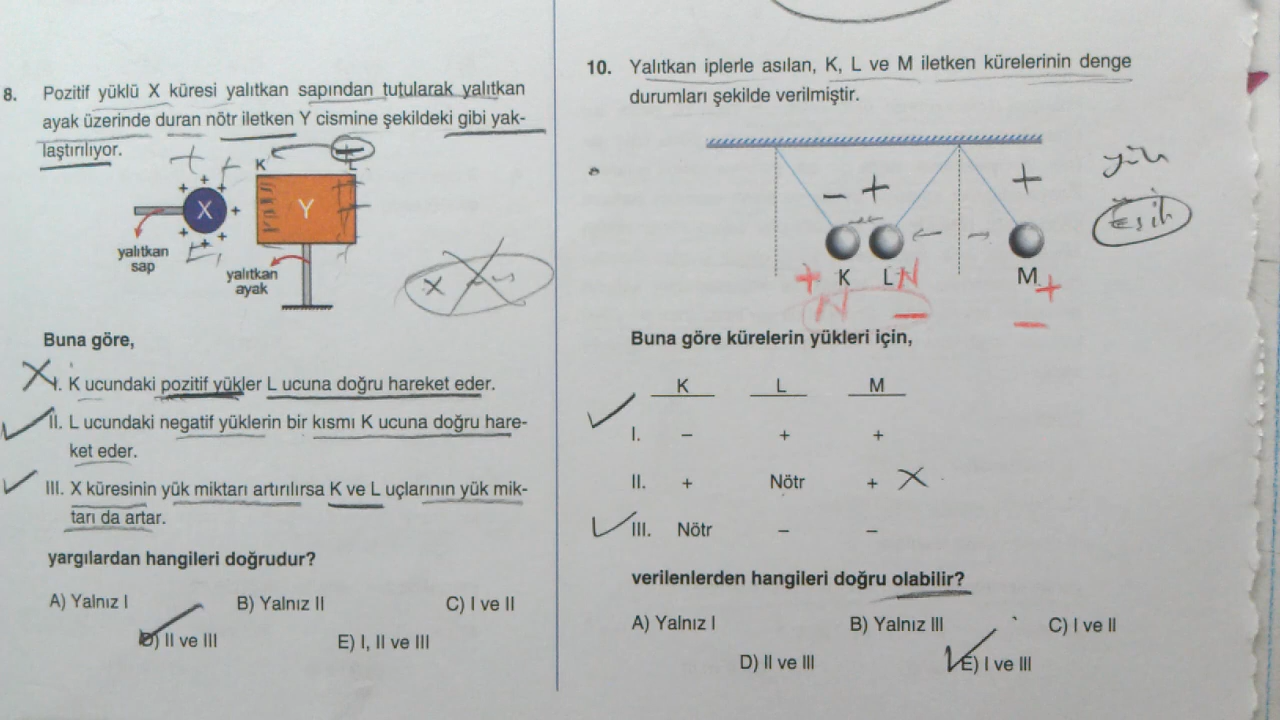 8. Pozitif yüklü X küresi yalıtkan sapından tutularak yalıtkan
ayak üzerinde duran nötr iletken Y cismine şekildeki gibi yak-
laştırılıyor.
+ + K + L
X Y
yalıtkan
sap
yalıtkan
ayak
Buna göre,
I. K ucundaki pozitif yükler L ucuna doğru hareket eder.
II. L ucundaki negatif yüklerin bir kısmı K ucuna doğru hare-
ket eder.
III. X küresinin yük miktarı artırılırsa K ve L uçlarının yük mik-
tarı da artar.
yargılardan hangileri doğrudur?
A) Yalnız I B) Yalnız II C) I ve II
D) II ve III E) I, II ve III
10. Yalıtkan iplerle asılan, K, L ve M iletken kürelerinin denge
durumları şekilde verilmiştir.
yük
Eşit
- + +
K L M
+ N +
N - -
Buna göre kürelerin yükleri için,
K L M
I. - + +
II. + Nötr +
III. Nötr - -
verilenlerden hangileri doğru olabilir?
A) Yalnız I B) Yalnız III C) I ve II
D) II ve III E) I ve III